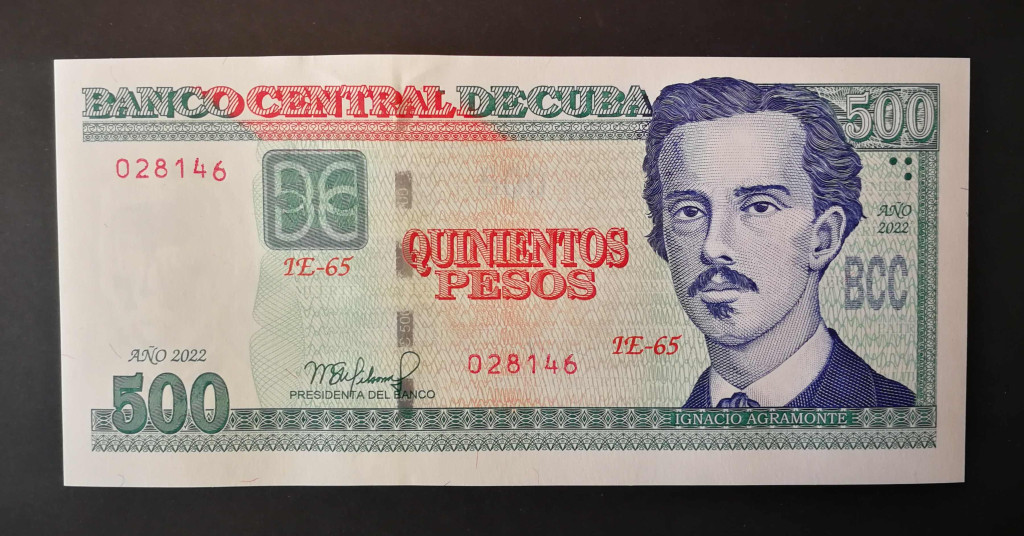 BANCO CENTRAL DE CUBA
500
028146
AÑO
2022
IE-65
QUINIENTOS
PESOS
BCC
IE-65
028146
AÑO 2022
500
PRESIDENTA DEL BANCO
IGNACIO AGRAMONTE